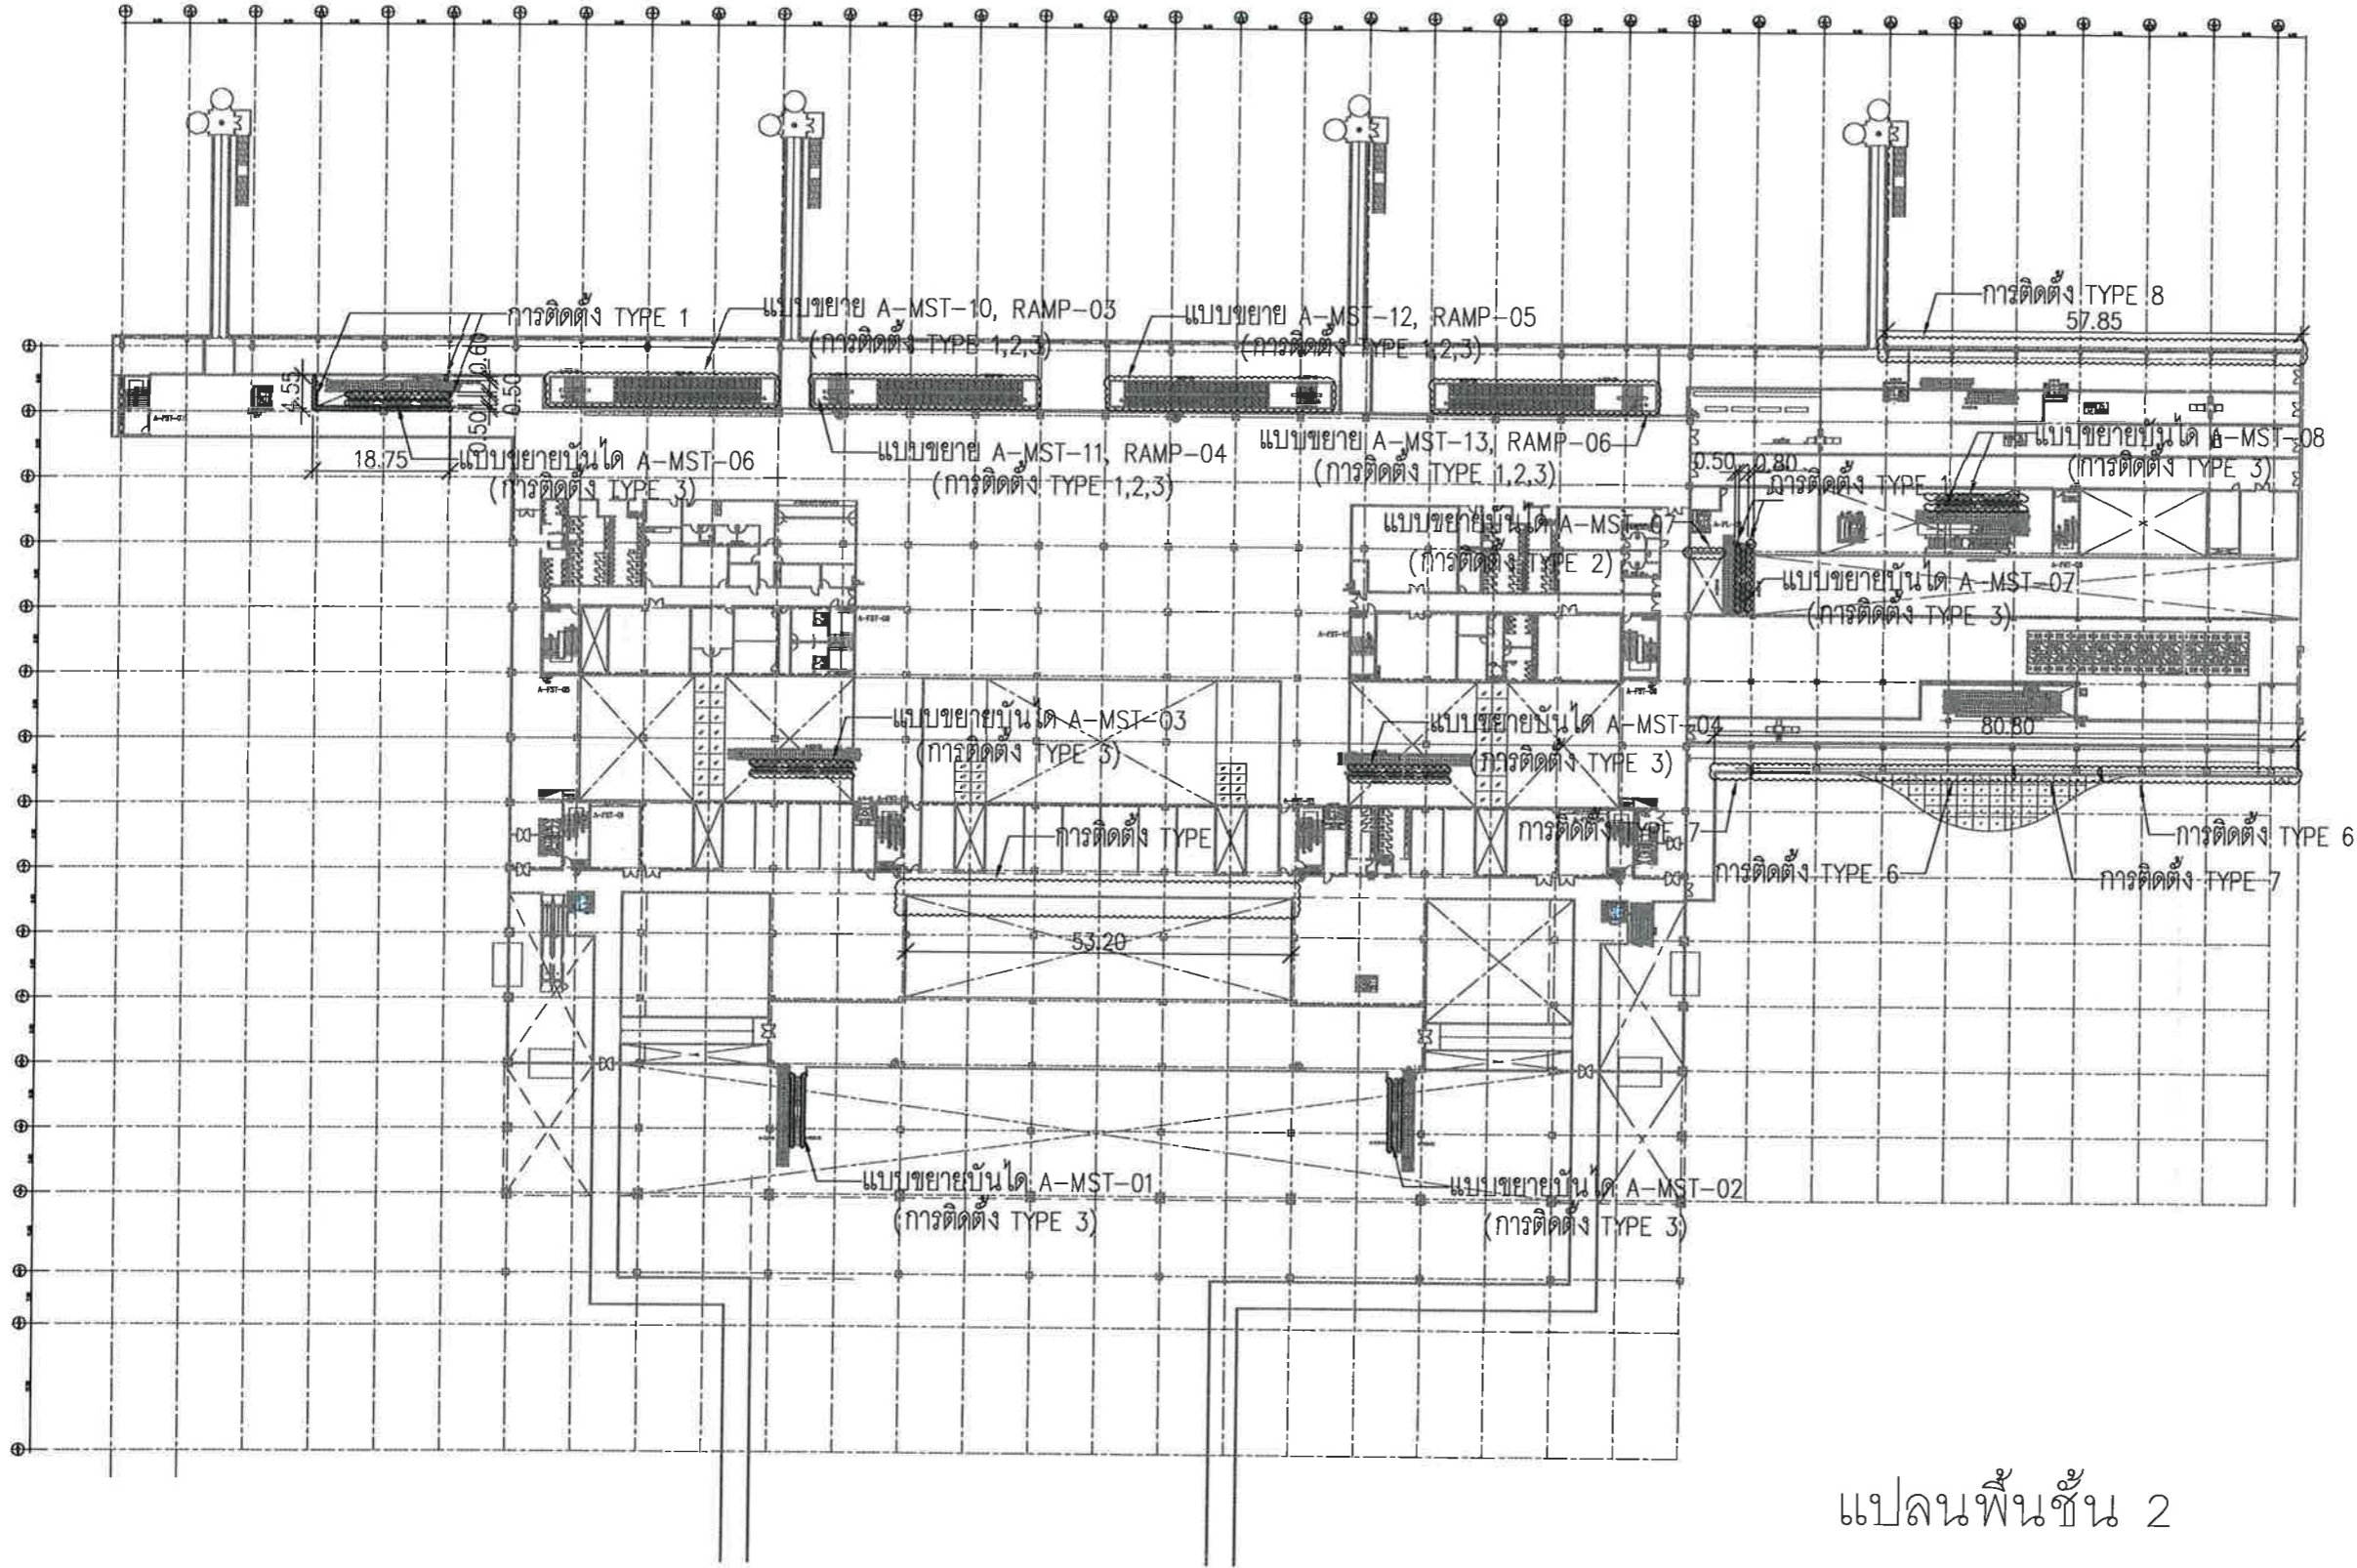 การติดตั้ง TYPE 8
57.85
การติดตั้ง TYPE 1
แบบขยาย A-MST-10, RAMP-03
(การติดตั้ง TYPE 1,2,3)
แบบขยาย A-MST-12, RAMP-05
(การติดตั้ง TYPE 1,2,3)
4.55
0.60
0.50
0.50
18.75
แบบขยายบันได A-MST-06
(การติดตั้ง TYPE 3)
แบบขยาย A-MST-11, RAMP-04
(การติดตั้ง TYPE 1,2,3)
แบบขยาย A-MST-13, RAMP-06
(การติดตั้ง TYPE 1,2,3)
แบบขยายบันได A-MST-08
(การติดตั้ง TYPE 3)
0.50
0.80
การติดตั้ง TYPE 1
แบบขยายบันได A-MST-07
(การติดตั้ง TYPE 2)
แบบขยายบันได A-MST-07
(การติดตั้ง TYPE 3)
A-FST-05
แบบขยายบันได A-MST-03
(การติดตั้ง TYPE 3)
แบบขยายบันได A-MST-04
(การติดตั้ง TYPE 3)
80.80
A-FST-01
การติดตั้ง TYPE
การติดตั้ง TYPE 7
การติดตั้ง TYPE 6
การติดตั้ง TYPE 6
การติดตั้ง TYPE 7
53.20
แบบขยายบันได A-MST-01
(การติดตั้ง TYPE 3)
แบบขยายบันได A-MST-02
(การติดตั้ง TYPE 3)
แปลนพื้นชั้น 2